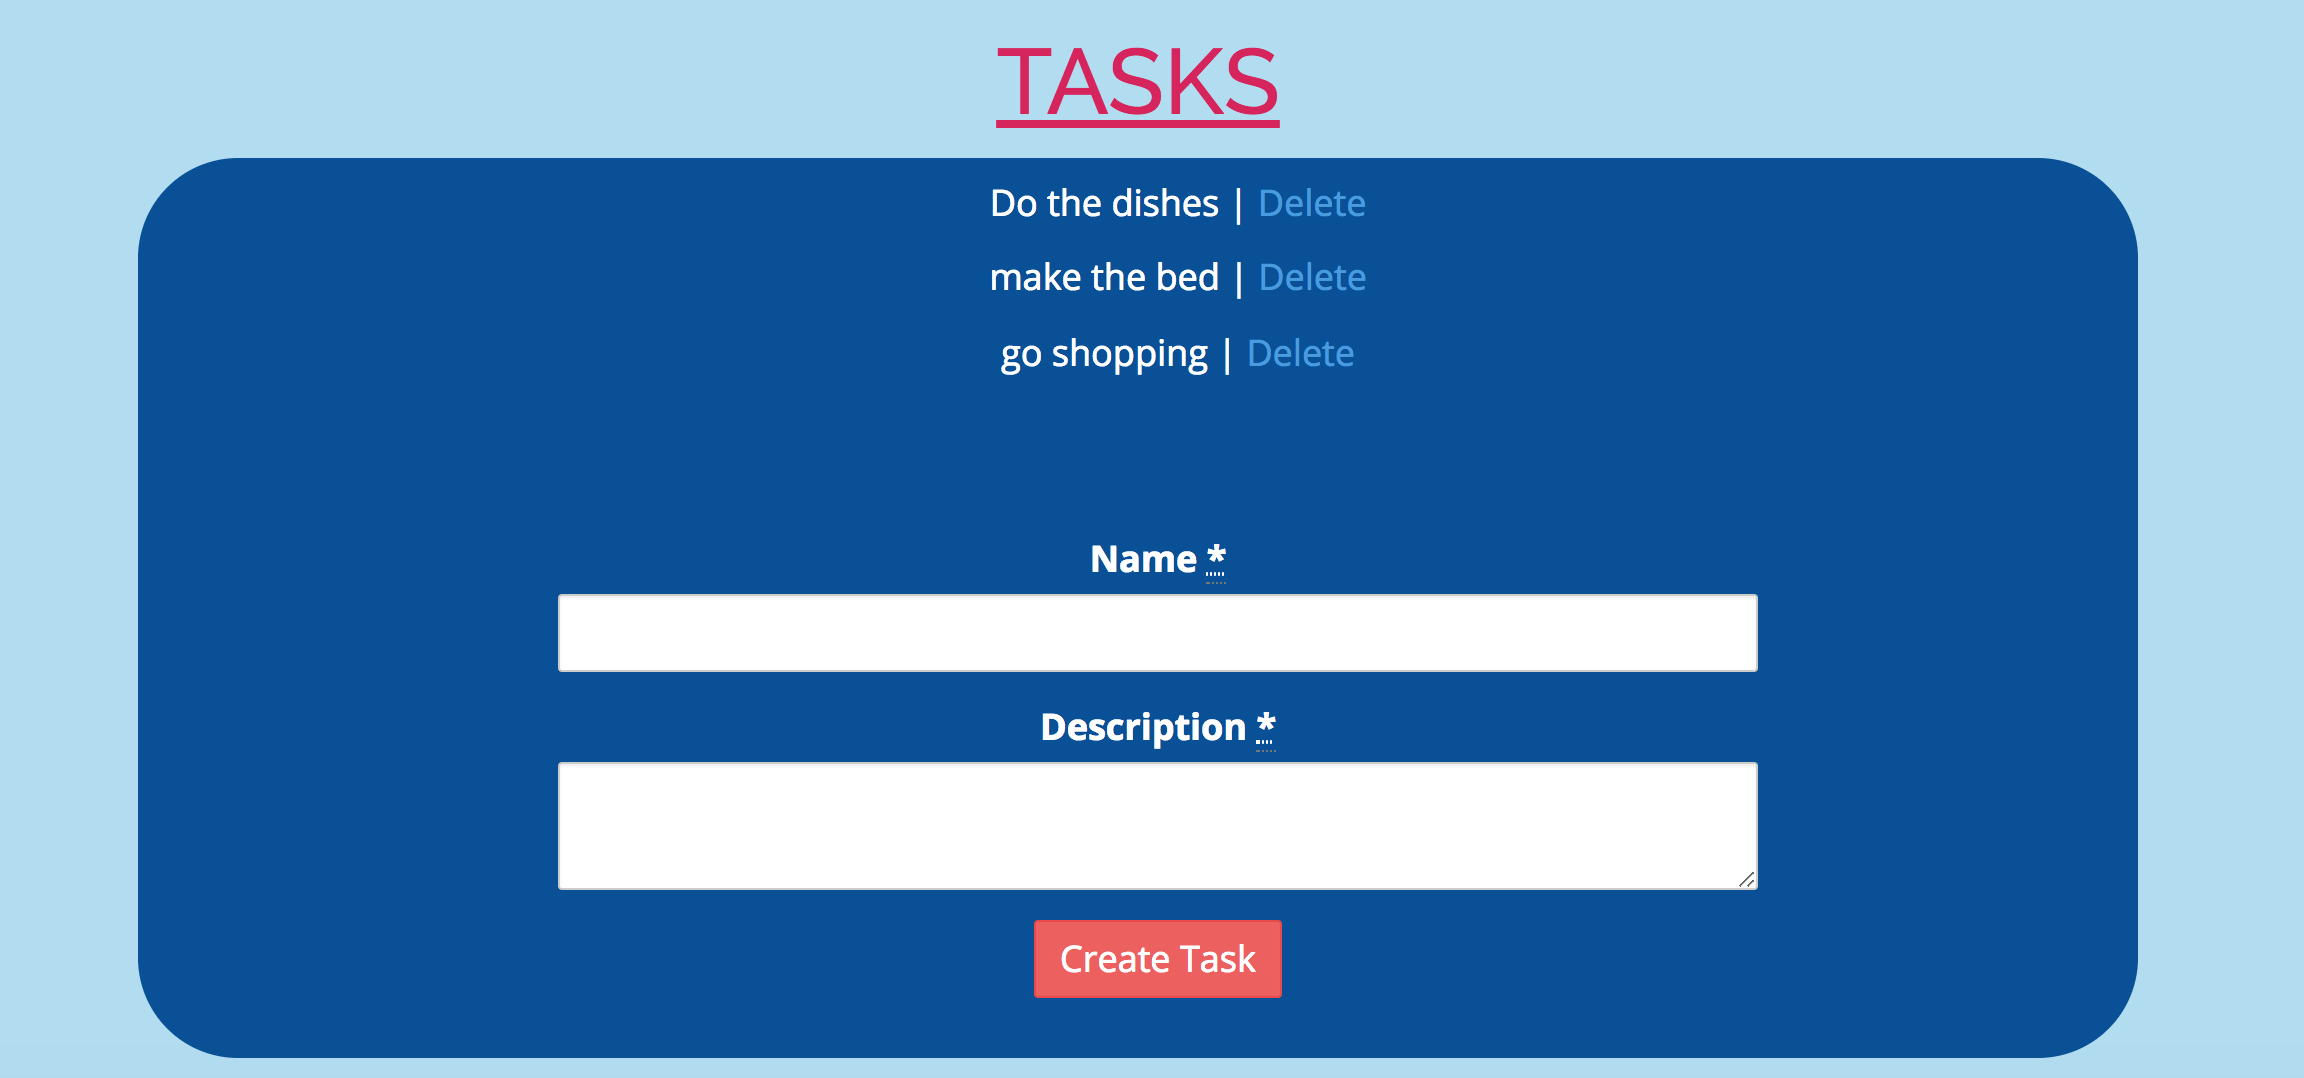 TASKS
Do the dishes | Delete
make the bed | Delete
go shopping | Delete
Name *
Description *
Create Task